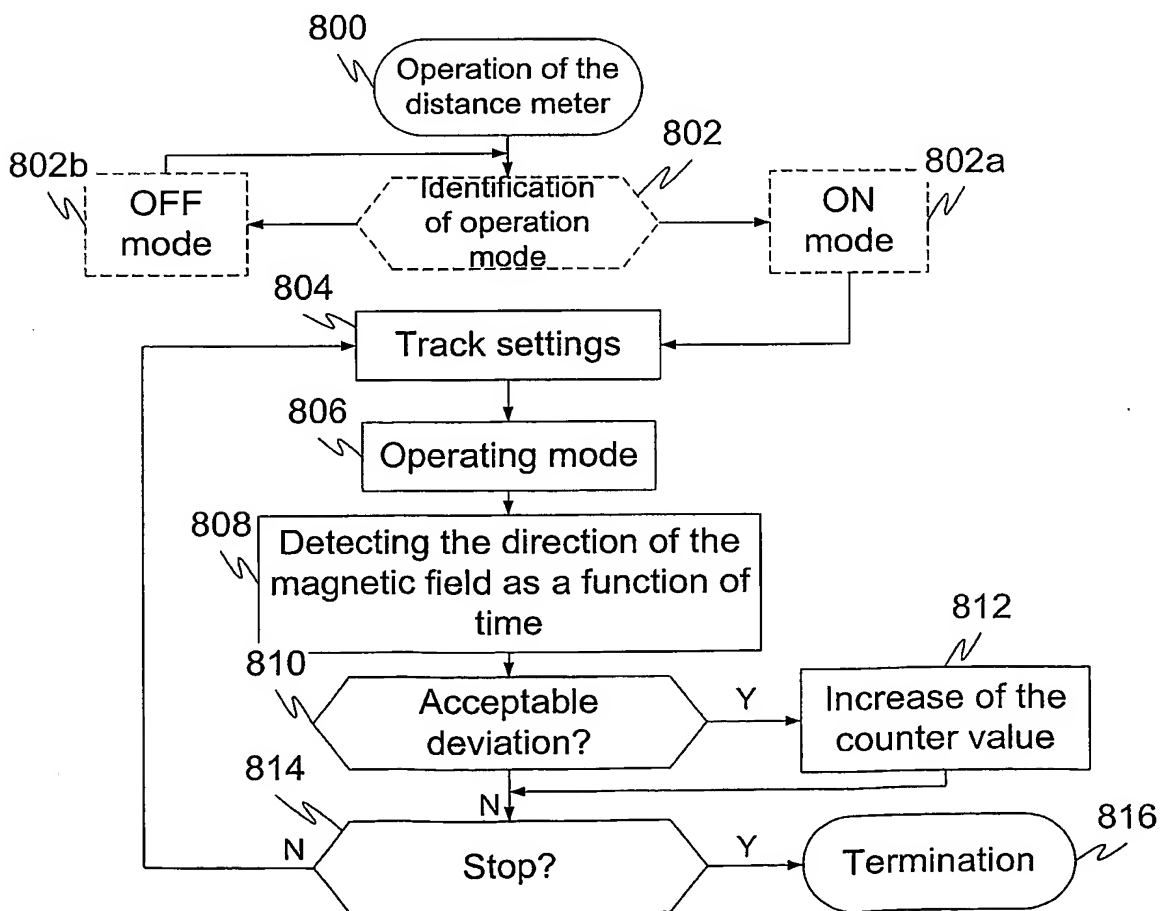 800
Operation of the
distance meter
802
802b
802a
OFF
mode
Identification
of operation
mode
ON
mode
804
Track settings
806
Operating mode
808
Detecting the direction of the
magnetic field as a function of
time
812
810
Acceptable
deviation?
Y
Increase of the
counter value
814
N
N
Stop?
Y
816
Termination